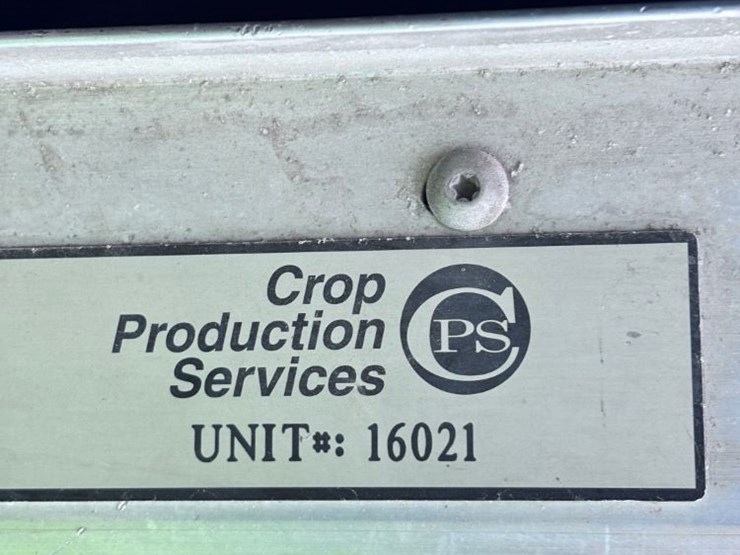 Crop
Production
Services
CPS
UNIT#: 16021